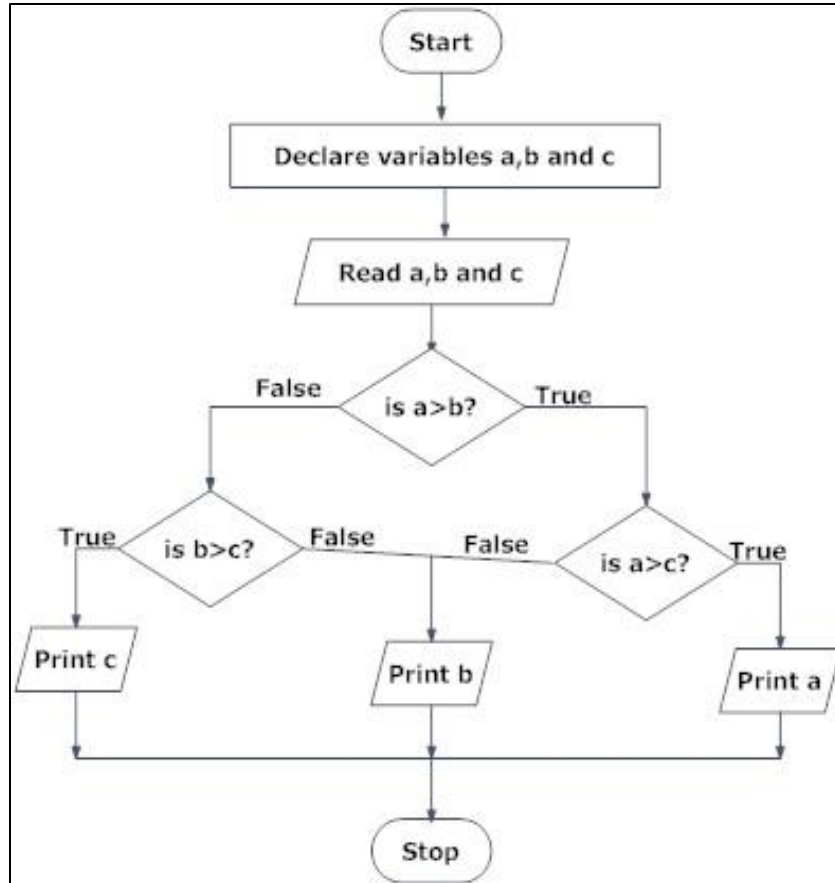 Start
Declare variables a,b and c
Read a,b and c
is a>b?
False
True
is b>c?
True
False
is a>c?
False
True
Print c
Print b
Print a
Stop